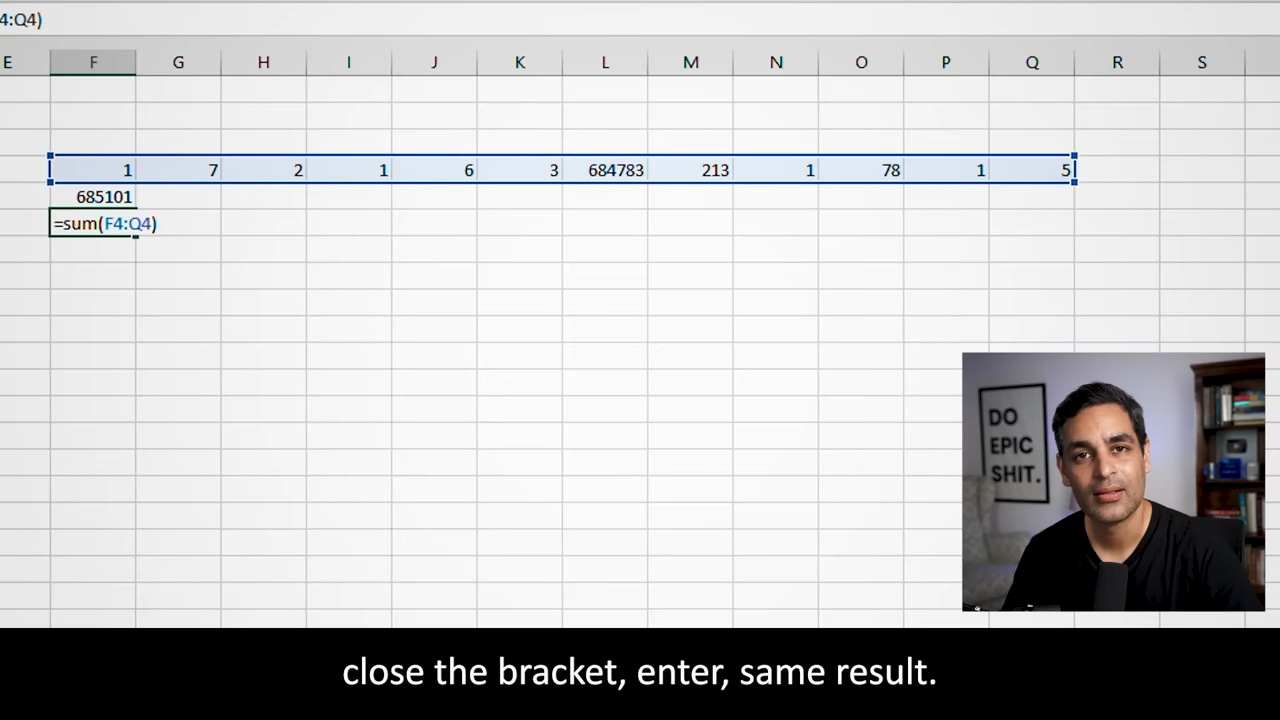 4:Q4)
E F G H I J K L M N O P Q R S
1 7 2 1 6 3 684783 213 1 78 1 5
685101
=sum(F4:Q4)
DO
EPIC
SHIT.
close the bracket, enter, same result.